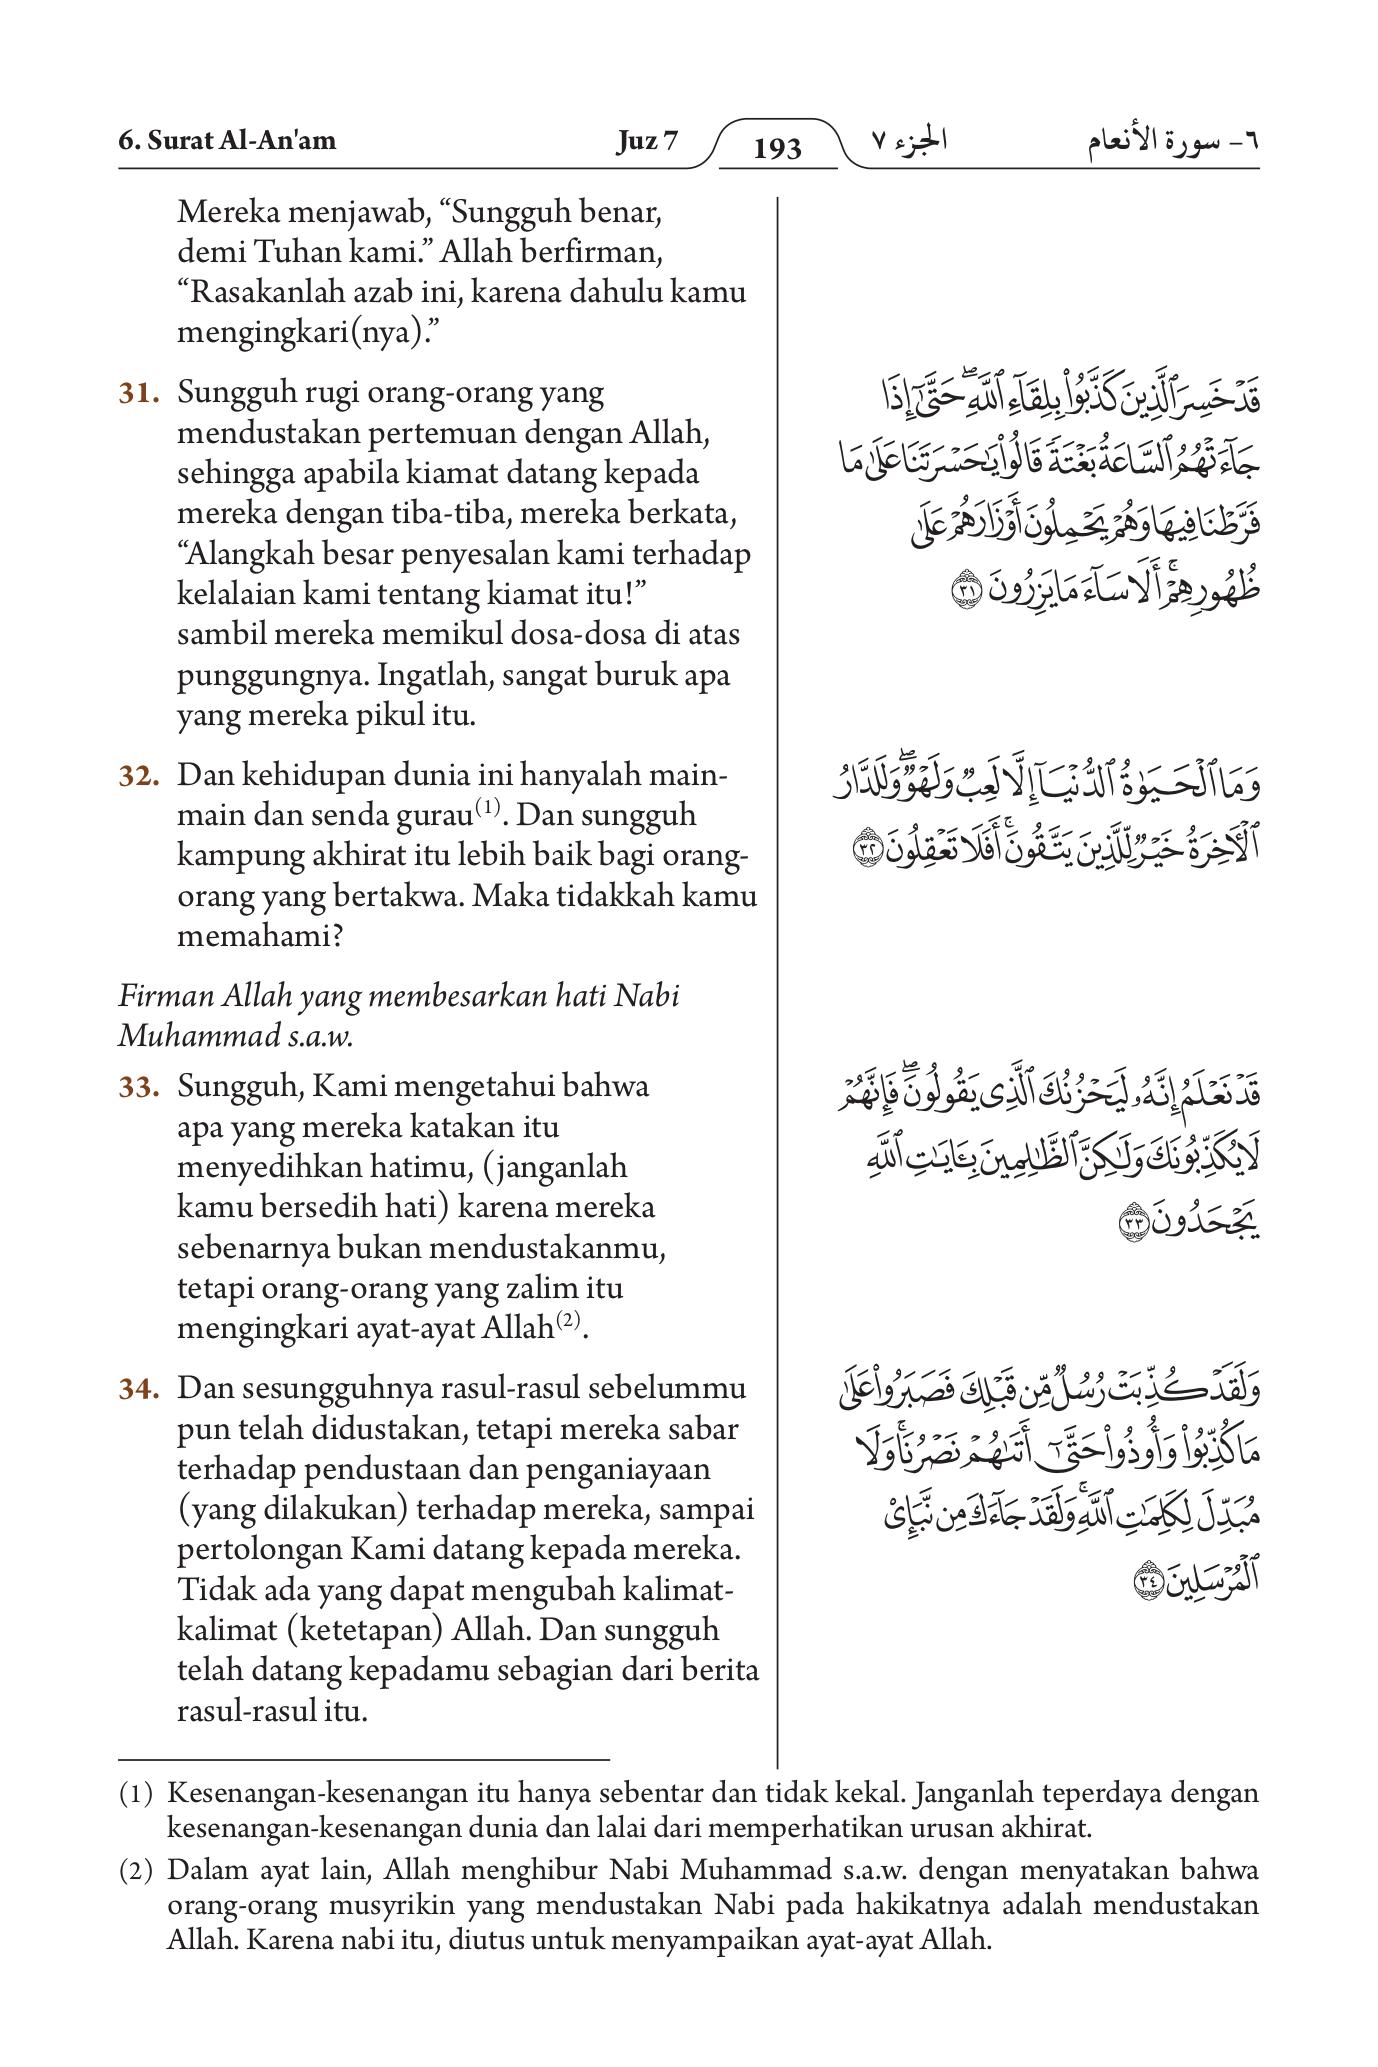 6. Surat Al-An'am
Juz 7
193
الجزء ٧
٦- سورة الأنعام
Mereka menjawab, “Sungguh benar,
demi Tuhan kami.” Allah berfirman,
“Rasakanlah azab ini, karena dahulu kamu
mengingkari(nya).”
31. Sungguh rugi orang-orang yang
mendustakan pertemuan dengan Allah,
sehingga apabila kiamat datang kepada
mereka dengan tiba-tiba, mereka berkata,
“Alangkah besar penyesalan kami terhadap
kelalaian kami tentang kiamat itu!”
sambil mereka memikul dosa-dosa di atas
punggungnya. Ingatlah, sangat buruk apa
yang mereka pikul itu.
قَدْ خَسِرَ ٱلَّذِينَ كَذَّبُوا۟ بِلِقَآءِ ٱللَّهِ ۖ حَتَّىٰٓ إِذَا
جَآءَتْهُمُ ٱلسَّاعَةُ بَغْتَةً قَالُوا۟ يَٰحَسْرَتَنَا عَلَىٰ مَا
فَرَّطْنَا فِيهَا وَهُمْ يَحْمِلُونَ أَوْزَارَهُمْ عَلَىٰ
ظُهُورِهِمْ ۚ أَلَا سَآءَ مَا يَزِرُونَ ٣١
32. Dan kehidupan dunia ini hanyalah main-
main dan senda gurau(1). Dan sungguh
kampung akhirat itu lebih baik bagi orang-
orang yang bertakwa. Maka tidakkah kamu
memahami?
وَمَا ٱلْحَيَوٰةُ ٱلدُّنْيَآ إِلَّا لَعِبٌ وَلَهْوٌ ۖ وَلَلدَّارُ
ٱلْءَاخِرَةُ خَيْرٌ لِّلَّذِينَ يَتَّقُونَ ۚ أَفَلَا تَعْقِلُونَ ٣٢
Firman Allah yang membesarkan hati Nabi
Muhammad s.a.w.
33. Sungguh, Kami mengetahui bahwa
apa yang mereka katakan itu
menyedihkan hatimu, (janganlah
kamu bersedih hati) karena mereka
sebenarnya bukan mendustakanmu,
tetapi orang-orang yang zalim itu
mengingkari ayat-ayat Allah(2).
قَدْ نَعْلَمُ إِنَّهُۥ لَيَحْزُنُكَ ٱلَّذِى يَقُولُونَ ۖ فَإِنَّهُمْ
لَا يُكَذِّبُونَكَ وَلَٰكِنَّ ٱلظَّٰلِمِينَ بِـَٔايَٰتِ ٱللَّهِ
يَجْحَدُونَ ٣٣
34. Dan sesungguhnya rasul-rasul sebelummu
pun telah didustakan, tetapi mereka sabar
terhadap pendustaan dan penganiayaan
(yang dilakukan) terhadap mereka, sampai
pertolongan Kami datang kepada mereka.
Tidak ada yang dapat mengubah kalimat-
kalimat (ketetapan) Allah. Dan sungguh
telah datang kepadamu sebagian dari berita
rasul-rasul itu.
وَلَقَدْ كُذِّبَتْ رُسُلٌ مِّن قَبْلِكَ فَصَبَرُوا۟ عَلَىٰ
مَا كُذِّبُوا۟ وَأُوذُوا۟ حَتَّىٰٓ أَتَىٰهُمْ نَصْرُنَا ۚ وَلَا
مُبَدِّلَ لِكَلِمَٰتِ ٱللَّهِ ۚ وَلَقَدْ جَآءَكَ مِن نَّبَإِى۟
ٱلْمُرْسَلِينَ ٣٤
(1) Kesenangan-kesenangan itu hanya sebentar dan tidak kekal. Janganlah teperdaya dengan
kesenangan-kesenangan dunia dan lalai dari memperhatikan urusan akhirat.
(2) Dalam ayat lain, Allah menghibur Nabi Muhammad s.a.w. dengan menyatakan bahwa
orang-orang musyrikin yang mendustakan Nabi pada hakikatnya adalah mendustakan
Allah. Karena nabi itu, diutus untuk menyampaikan ayat-ayat Allah.